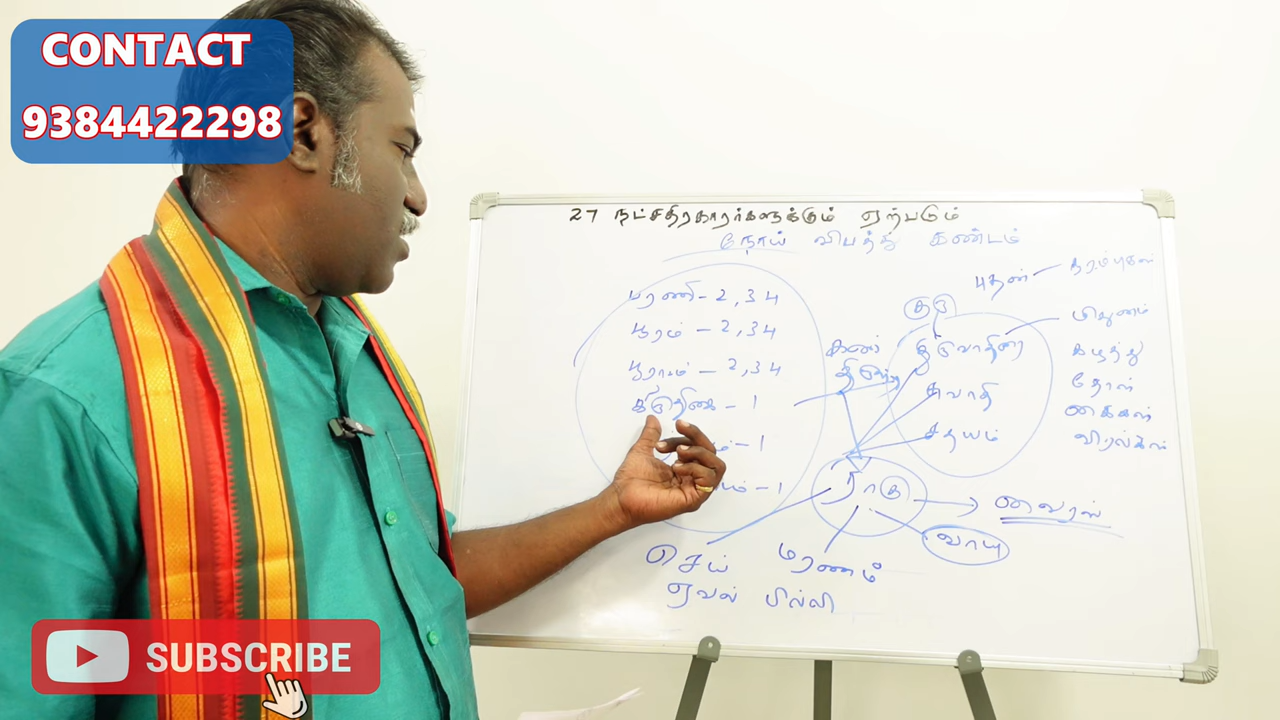 CONTACT
9384422298
27 நட்சதிரகாரர்களுக்கும் ஏற்படும்
நோய் விபத்து கண்டம்
புதன் நரம்புகள்
பரணி - 2, 3 4
பூரம் - 2, 3 4
பூராடம் - 2, 3 4
- 1
- 1
ம் - 1
கண்
திருஷ்டி
குரு
திருவாதிரை
சுவாதி
சதயம்
மிதுனம்
கழுத்து
தோள்
கைகள்
விரல்கள்
ராகு
வைரஸ்
வாயு
செய் மரணம்
ஏவல் பில்லி
SUBSCRIBE